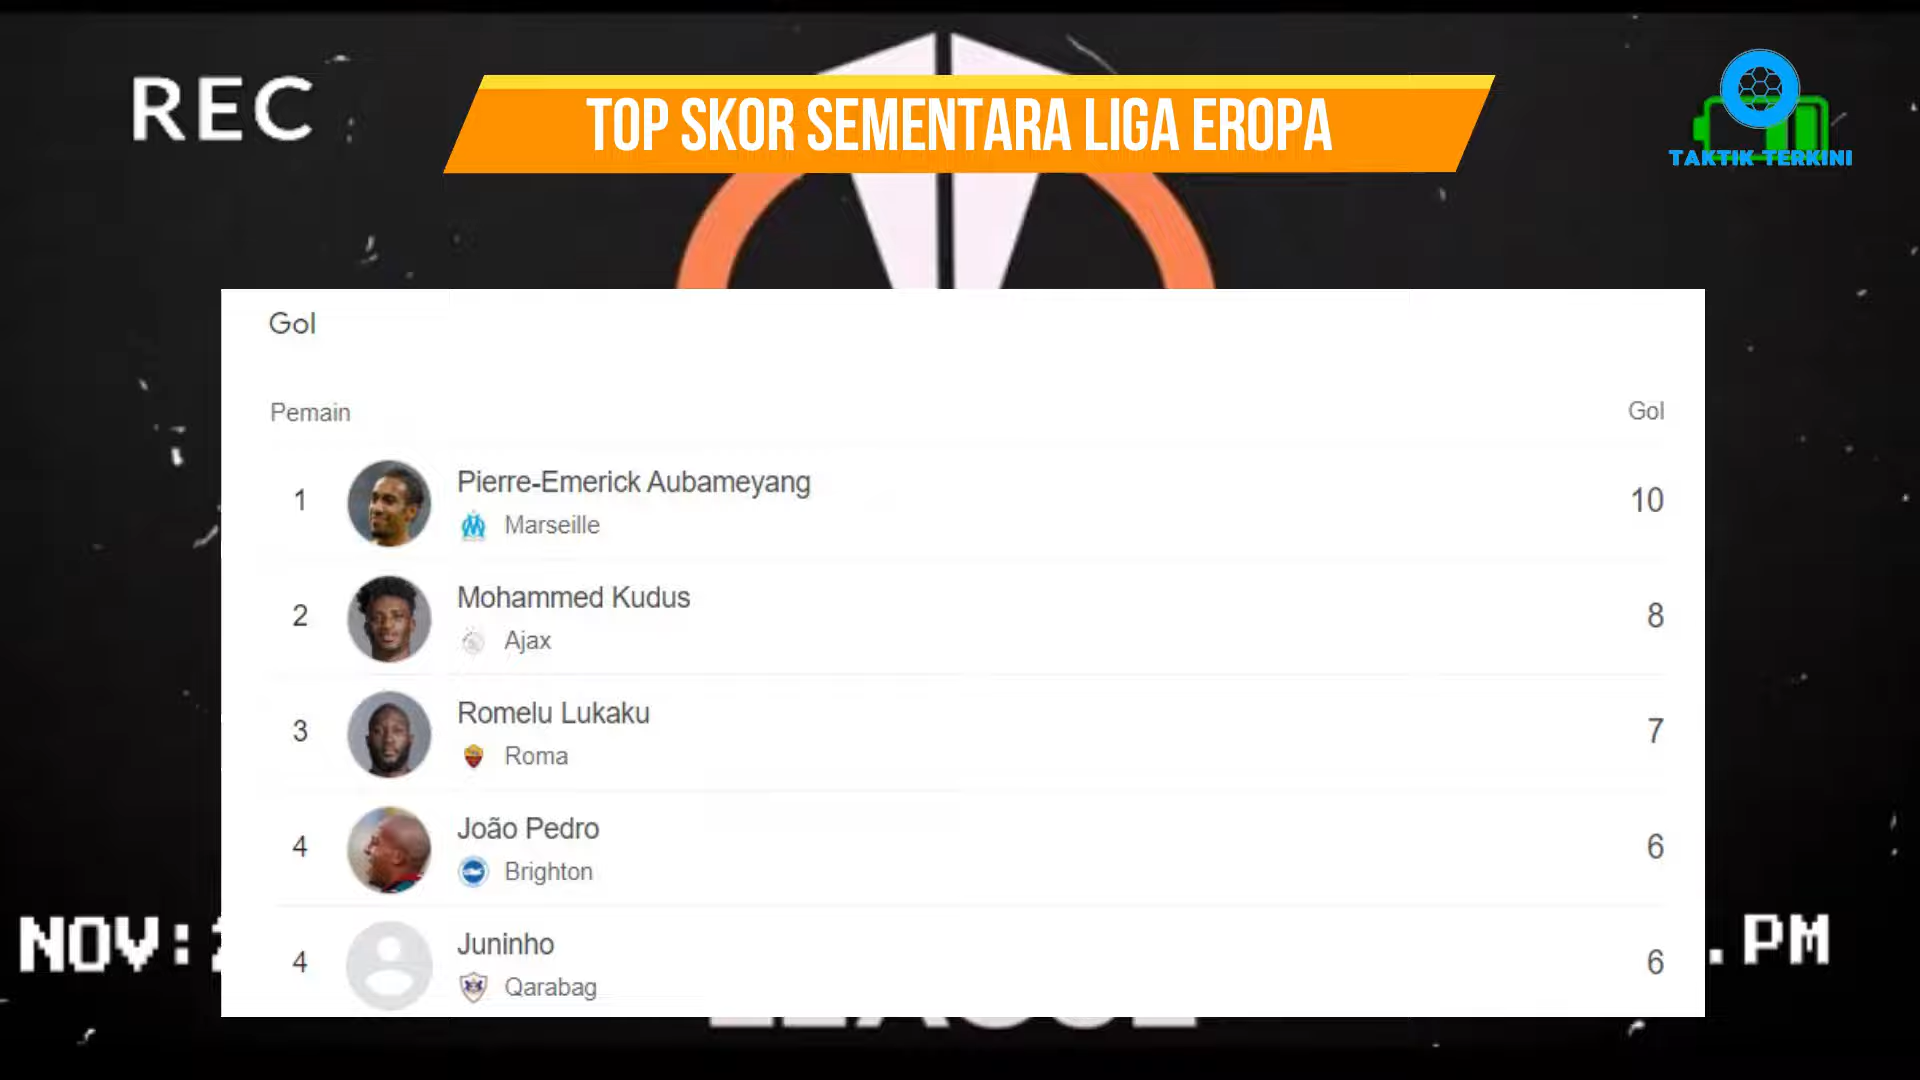 REC
TOP SKOR SEMENTARA LIGA EROPA
TAKTIK TERKINI
Gol
Pemain
Gol
1
Pierre-Emerick Aubameyang
Marseille
10
2
Mohammed Kudus
Ajax
8
3
Romelu Lukaku
Roma
7
4
João Pedro
Brighton
6
4
Juninho
Qarabag
6
NOV:
. PM